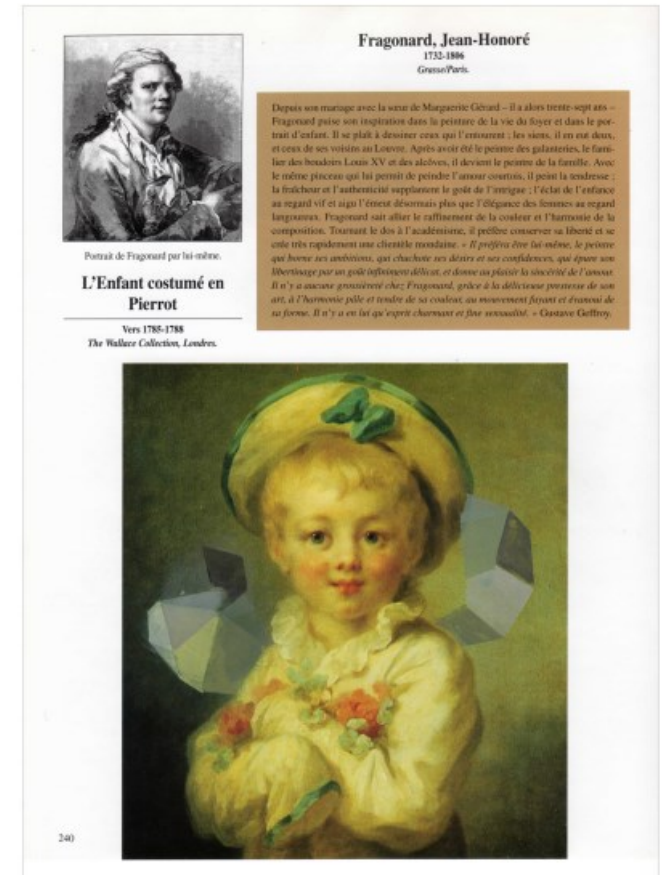 Fragonard, Jean-Honoré
1732-1806
Grasse/Paris.
Portrait de Fragonard par lui-même.
L'Enfant costumé en
Pierrot
Vers 1785-1788
The Wallace Collection, Londres.
Depuis son mariage avec la sœur de Marguerite Gérard – il a alors trente-sept ans –
Fragonard puise son inspiration dans la peinture de la vie du foyer et dans le por-
trait d'enfant. Il se plaît à dessiner ceux qui l'entourent ; les siens, il en eut deux,
et ceux de ses voisins au Louvre. Après avoir été le peintre des galanteries, le fami-
lier des boudoirs Louis XV et des alcôves, il devient le peintre de la famille. Avec
le même pinceau qui lui permit de peindre l'amour courtois, il peint la tendresse ;
la fraîcheur et l'authenticité supplantent le goût de l'intrigue ; l'éclat de l'enfance
au regard vif et aigu l'émeut désormais plus que l'élégance des femmes au regard
langoureux. Fragonard sait allier le raffinement de la couleur et l'harmonie de la
composition. Tournant le dos à l'académisme, il préfère conserver sa liberté et se
crée très rapidement une clientèle mondaine. « Il préféra être lui-même, le peintre
qui borne ses ambitions, qui chuchote ses désirs et ses confidences, qui épure son
libertinage par un goût infiniment délicat, et donne au plaisir la sincérité de l'amour.
Il n'y a aucune grossièreté chez Fragonard, grâce à la délicieuse prestesse de son
art, à l'harmonie pâle et tendre de sa couleur, au mouvement fuyant et évanoui de
sa forme. Il n'y a en lui qu'esprit charmant et fine sensualité. » Gustave Geffroy.
240